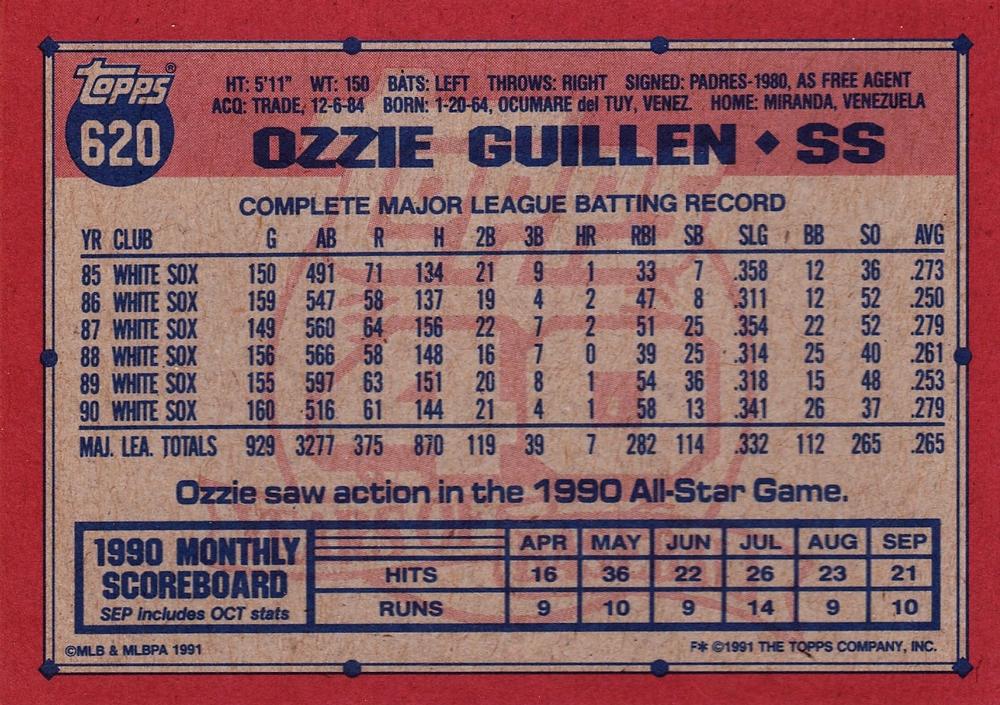 topps®
620
HT: 5'11" WT: 150 BATS: LEFT THROWS: RIGHT SIGNED: PADRES-1980, AS FREE AGENT
ACQ: TRADE, 12-6-84 BORN: 1-20-64, OCUMARE del TUY, VENEZ. HOME: MIRANDA, VENEZUELA
OZZIE GUILLEN ♦ SS
COMPLETE MAJOR LEAGUE BATTING RECORD
YR CLUB G AB R H 2B 3B HR RBI SB SLG BB SO AVG
85 WHITE SOX 150 491 71 134 21 9 1 33 7 .358 12 36 .273
86 WHITE SOX 159 547 58 137 19 4 2 47 8 .311 12 52 .250
87 WHITE SOX 149 560 64 156 22 7 2 51 25 .354 22 52 .279
88 WHITE SOX 156 566 58 148 16 7 0 39 25 .314 25 40 .261
89 WHITE SOX 155 597 63 151 20 8 1 54 36 .318 15 48 .253
90 WHITE SOX 160 516 61 144 21 4 1 58 13 .341 26 37 .279
MAJ. LEA. TOTALS 929 3277 375 870 119 39 7 282 114 .332 112 265 .265
Ozzie saw action in the 1990 All-Star Game.
1990 MONTHLY
SCOREBOARD
SEP includes OCT stats
APR MAY JUN JUL AUG SEP
HITS 16 36 22 26 23 21
RUNS 9 10 9 14 9 10
©MLB & MLBPA 1991
F* ©1991 THE TOPPS COMPANY, INC.